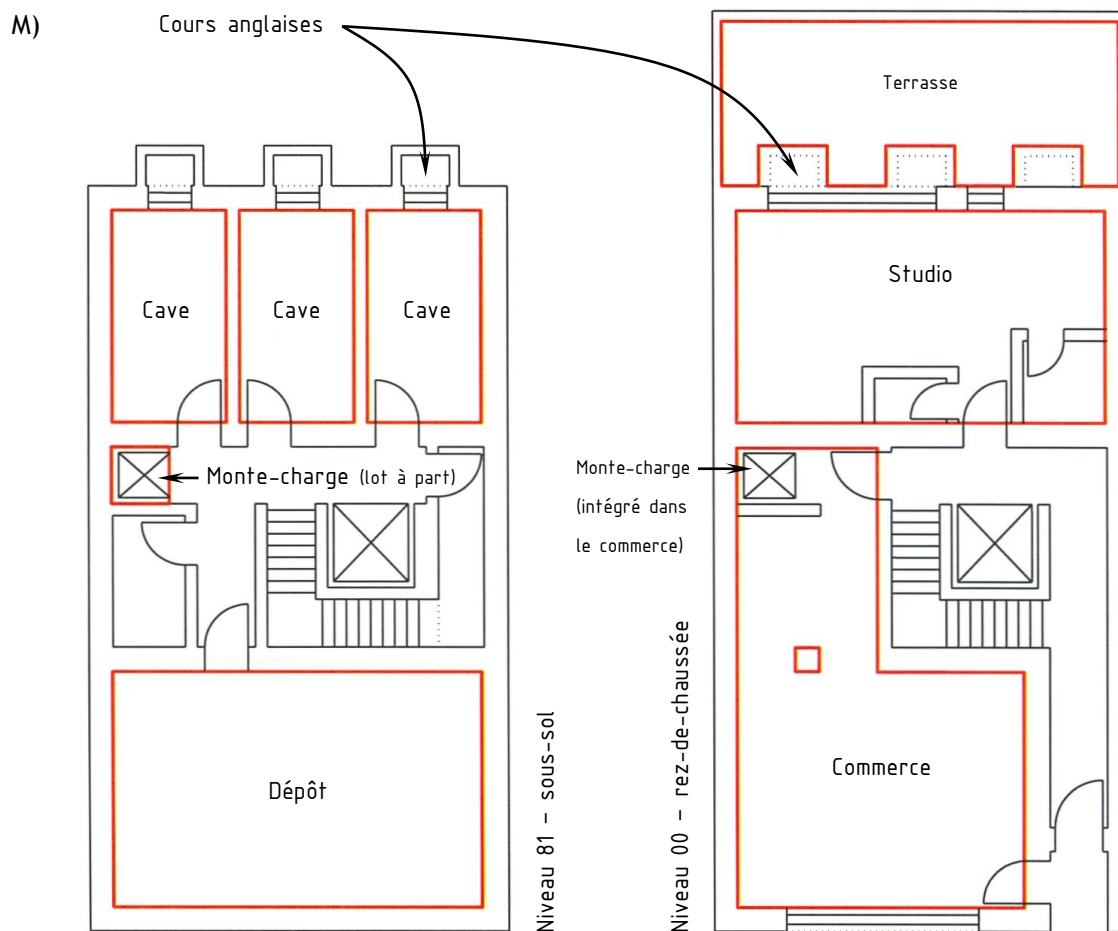 M)
Cours anglaises
Terrasse
Cave
Cave
Cave
Studio
Monte-charge (lot à part)
Monte-charge
(intégré dans
le commerce)
Dépôt
Commerce
Niveau 81 – sous-sol
Niveau 00 – rez-de-chaussée